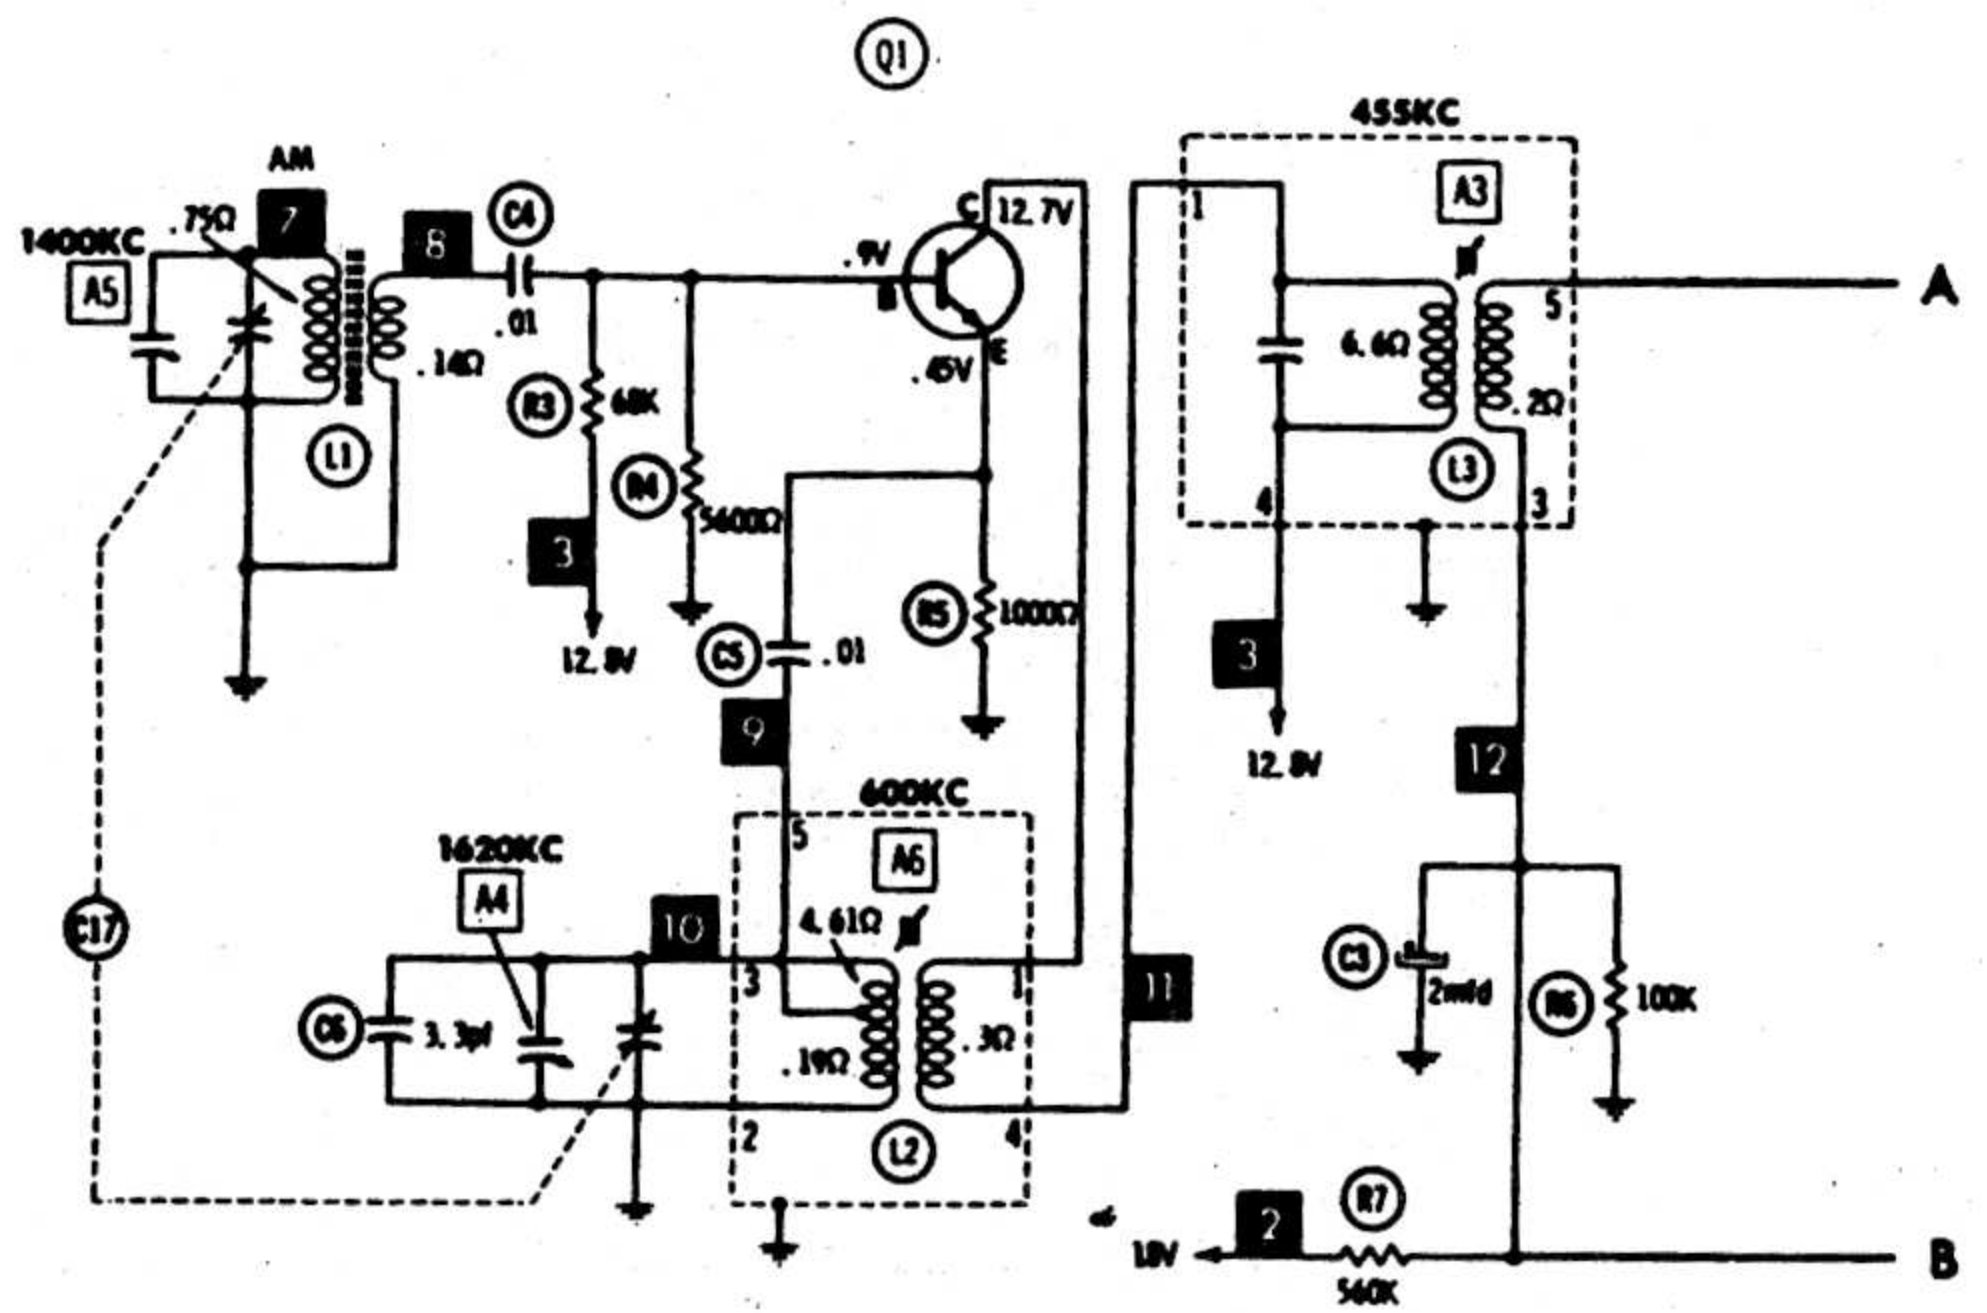 Q1
455KC
A3
AM
7
.75Ω
1400KC
A5
8
C4
.01
.14Ω
L1
C
12.7V
.9V
B
E
.45V
1
5
A
6.6Ω
.2Ω
L3
4
3
R3
68K
R4
5600Ω
3
12.8V
R5
1000Ω
C5
.01
9
3
12.8V
12
600KC
5
A6
1620KC
A4
10
4.61Ω
C17
3
1
C6
3.3pf
.19Ω
.3Ω
11
C3
2mfd
R6
100K
2
4
L2
2
R7
560K
B